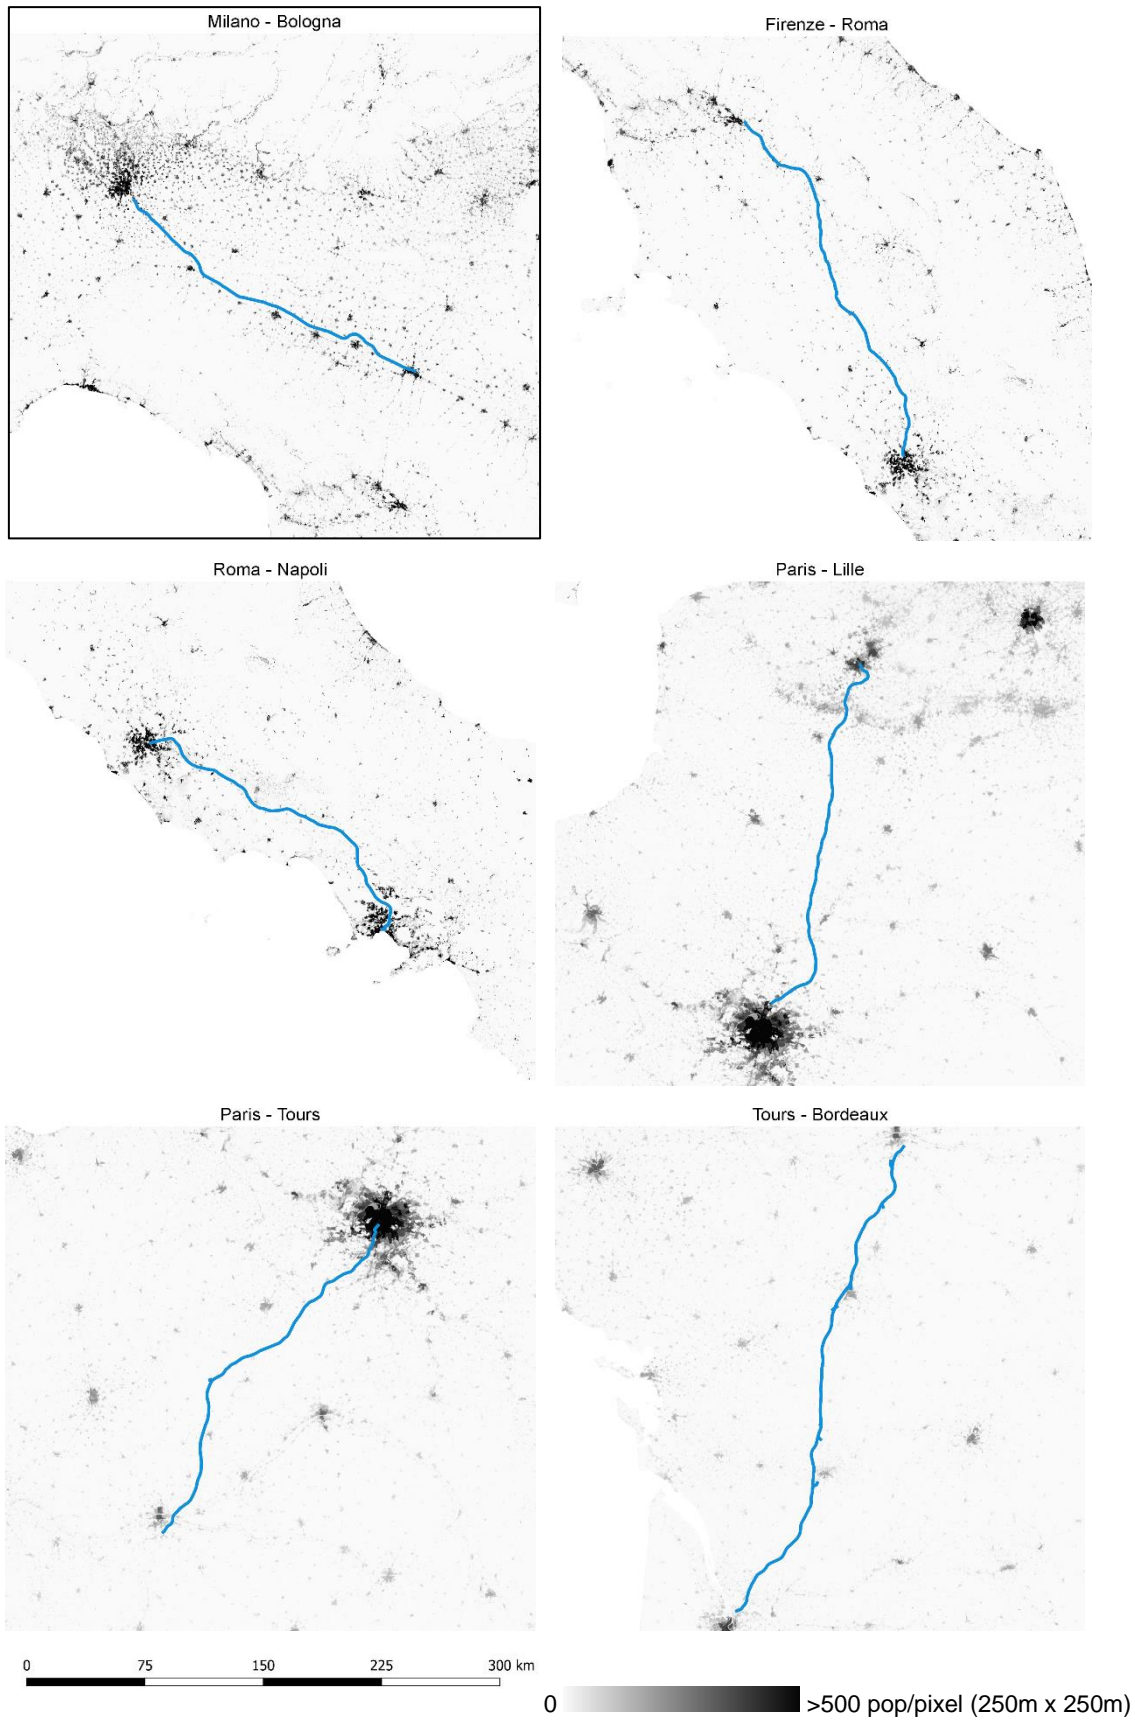 Milano - Bologna
Firenze - Roma
Roma - Napoli
Paris - Lille
Paris - Tours
Tours - Bordeaux
0 75 150 225 300 km
0 >500 pop/pixel (250m x 250m)